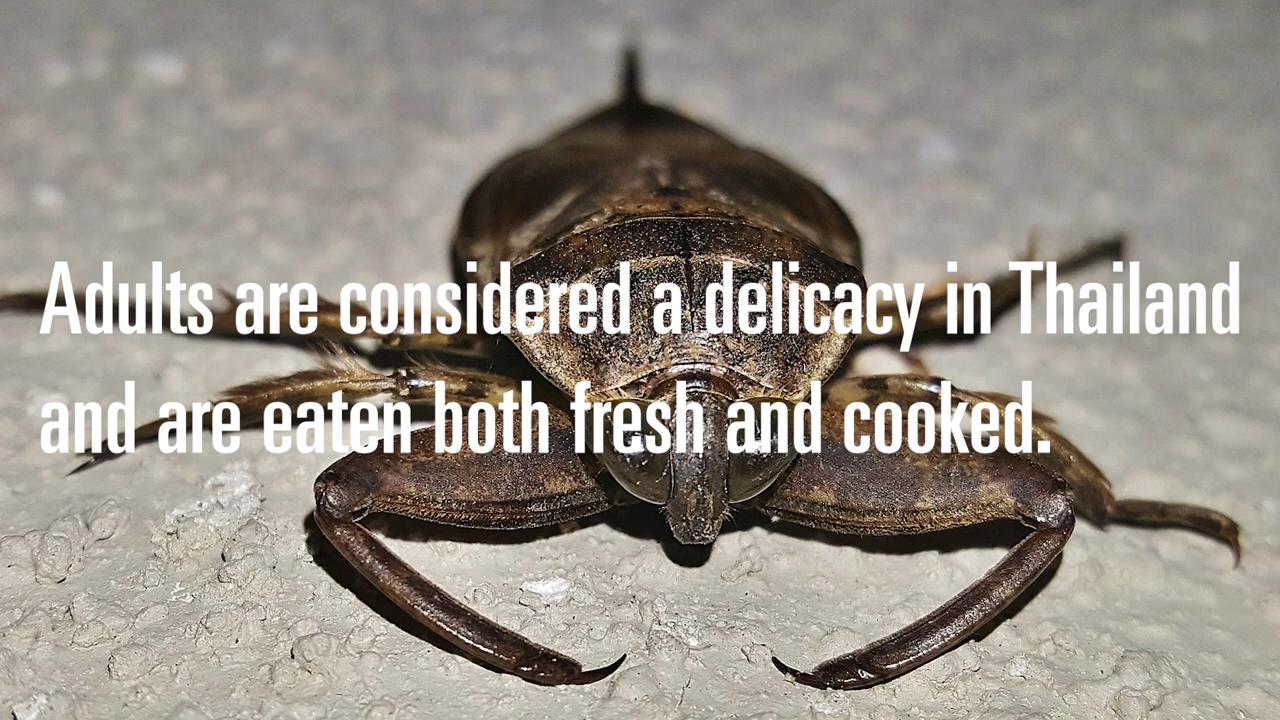 Adults are considered a delicacy in Thailand
and are eaten both fresh and cooked.